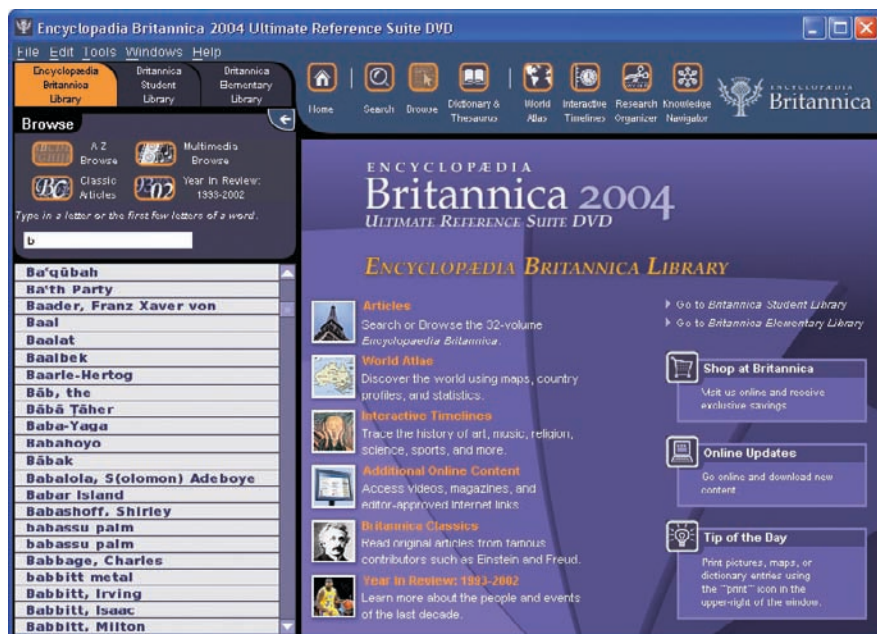 Encyclopædia Britannica 2004 Ultimate Reference Suite DVD
File Edit Tools Windows Help
Encyclopædia
Britannica
Library
Britannica
Student
Library
Britannica
Elementary
Library
Browse
A Z
Browse
Multimedia
Browse
Classic
Articles
Year In Review:
1993-2002
Type in a letter or the first few letters of a word.
b
Ba'qūbah
Ba'th Party
Baader, Franz Xaver von
Baal
Baalat
Baalbek
Baarle-Hertog
Bāb, the
Bābā Ṭāher
Baba-Yaga
Babahoyo
Bābak
Babalola, S(olomon) Adeboye
Babar Island
Babashoff, Shirley
babassu palm
babassu palm
Babbage, Charles
babbitt metal
Babbitt, Irving
Babbitt, Isaac
Babbitt, Milton
Home
Search
Browse
Dictionary &
Thesaurus
World
Atlas
Interactive
Timelines
Research
Organizer
Knowledge
Navigator
ENCYCLOPÆDIA
Britannica
ENCYCLOPÆDIA
Britannica 2004
ULTIMATE REFERENCE SUITE DVD
ENCYCLOPÆDIA BRITANNICA LIBRARY
Articles
Search or Browse the 32-volume
Encyclopaedia Britannica.
World Atlas
Discover the world using maps, country
profiles, and statistics.
Interactive Timelines
Trace the history of art, music, religion,
science, sports, and more.
Additional Online Content
Access videos, magazines, and
editor-approved Internet links
Britannica Classics
Read original articles from famous
contributors such as Einstein and Freud.
Year In Review: 1993-2002
Learn more about the people and events
of the last decade.
Go to Britannica Student Library
Go to Britannica Elementary Library
Shop at Britannica
Visit us online and receive
exclusive savings
Online Updates
Go online and download new
content
Tip of the Day
Print pictures, maps, or
dictionary entries using
the "print" icon in the
upper-right of the window.